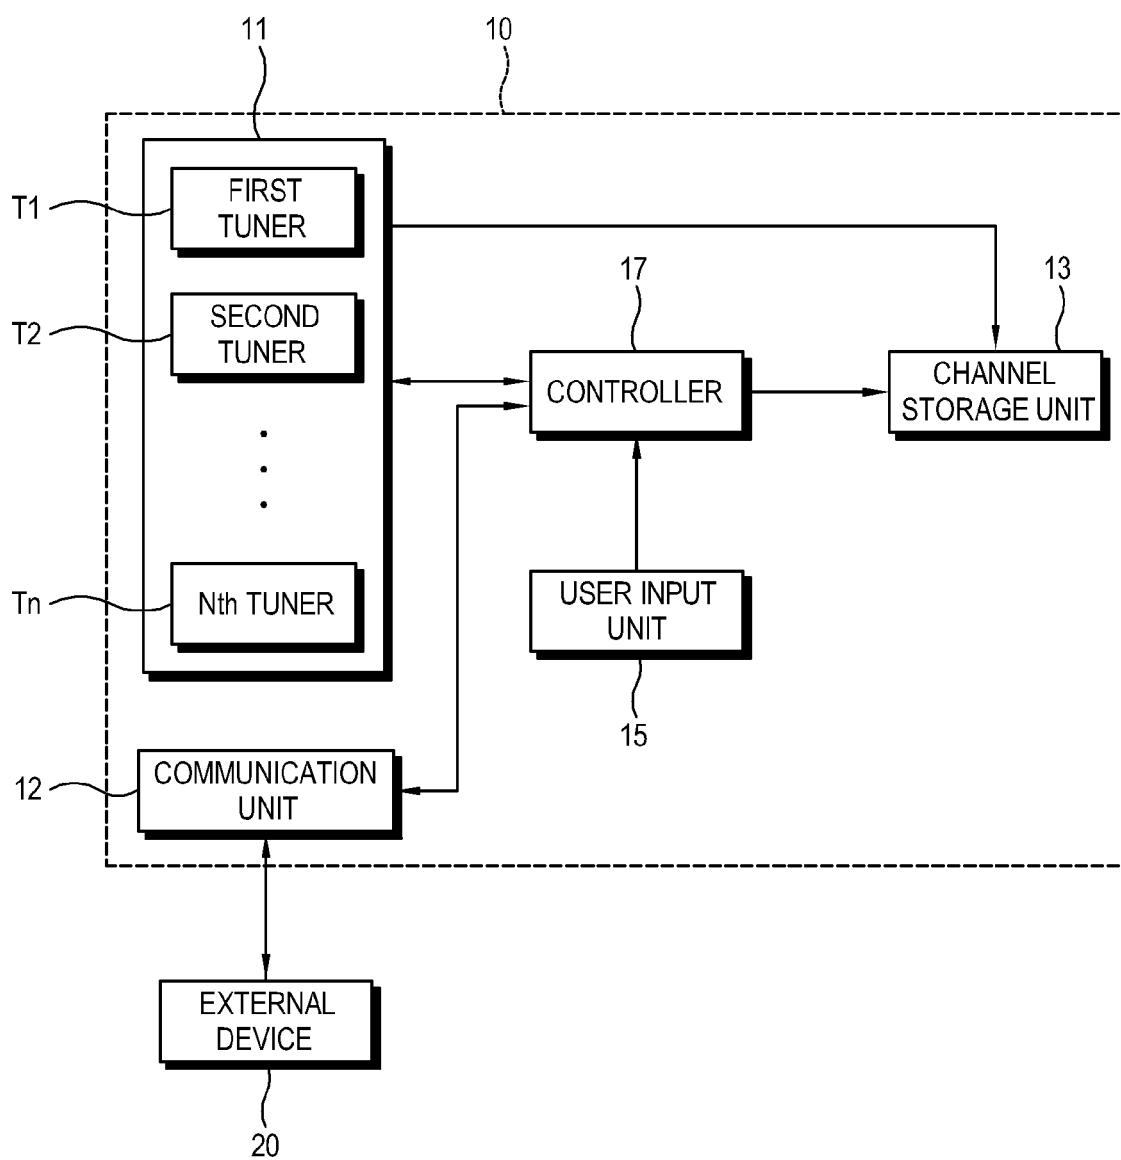 11
10
T1
FIRST
TUNER
17
13
T2
SECOND
TUNER
CONTROLLER
CHANNEL
STORAGE UNIT
Tn
Nth TUNER
USER INPUT
UNIT
15
12
COMMUNICATION
UNIT
EXTERNAL
DEVICE
20